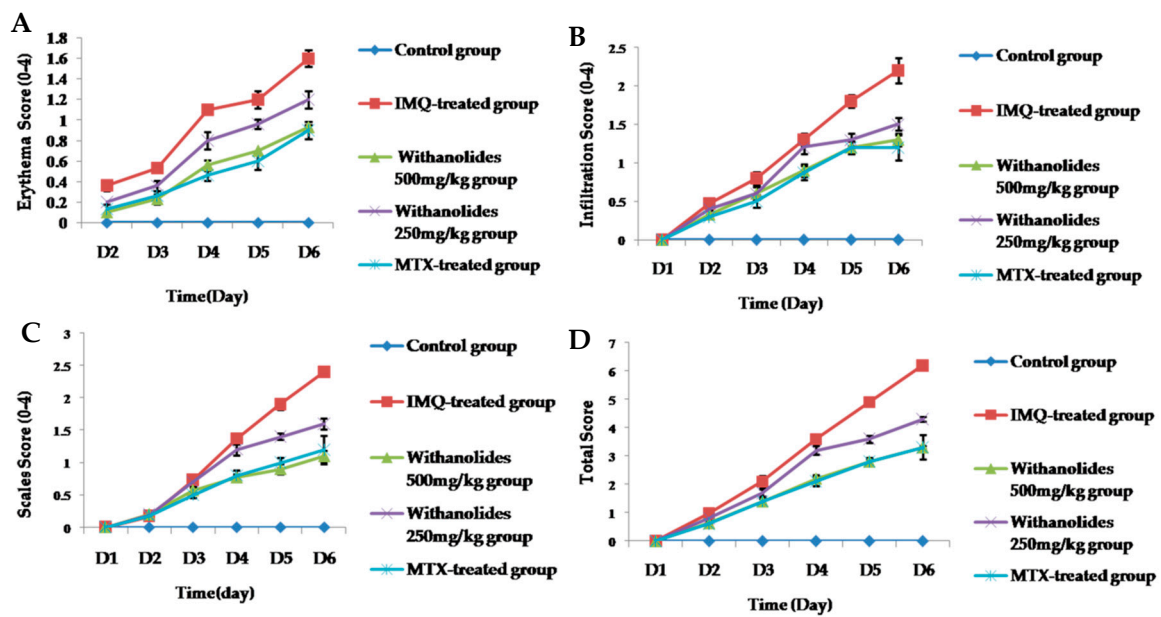 A
Erythema Score (0-4)
1.8
1.6
1.4
1.2
1
0.8
0.6
0.4
0.2
0
D2 D3 D4 D5 D6
Time(Day)
Control group
IMQ-treated group
Withanolides
500mg/kg group
Withanolides
250mg/kg group
MTX-treated group
B
Infiltration Score (0-4)
2.5
2
1.5
1
0.5
0
D1 D2 D3 D4 D5 D6
Time (Day)
Control group
IMQ-treated group
Withanolides
500mg/kg group
Withanolides
250mg/kg group
MTX-treated group
C
Scales Score (0-4)
3
2.5
2
1.5
1
0.5
0
D1 D2 D3 D4 D5 D6
Time(day)
Control group
IMQ-treated group
Withanolides
500mg/kg group
Withanolides
250mg/kg group
MTX-treated group
D
Total Score
7
6
5
4
3
2
1
0
D1 D2 D3 D4 D5 D6
Time (Day)
Control group
IMQ-treated group
Withanolides
500mg/kg group
Withanolides
250mg/kg group
MTX-treated group